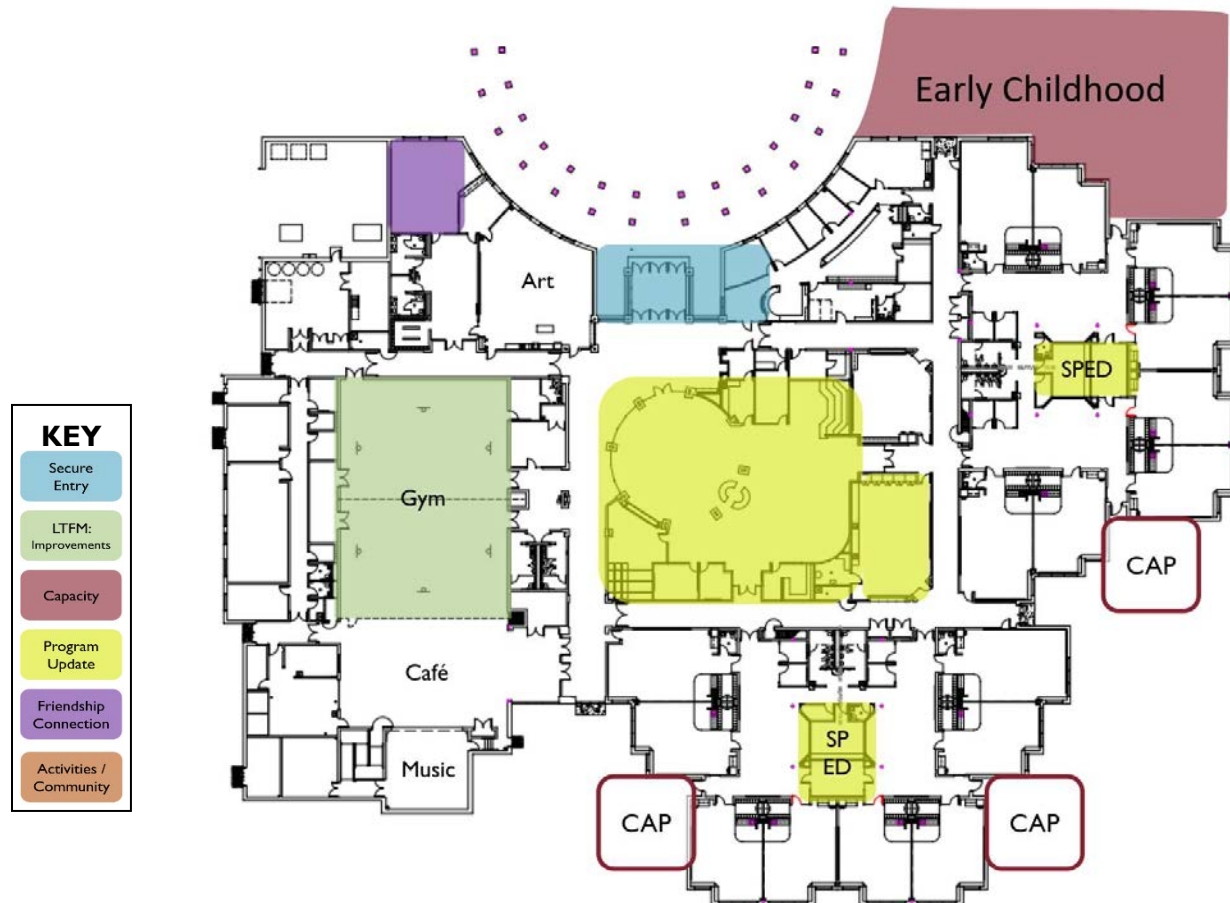 Early Childhood
Art
SPED
KEY
Secure
Entry
LTFM:
Improvements
Capacity
Program
Update
Friendship
Connection
Activities /
Community
Gym
CAP
Café
Music
SP
ED
CAP
CAP